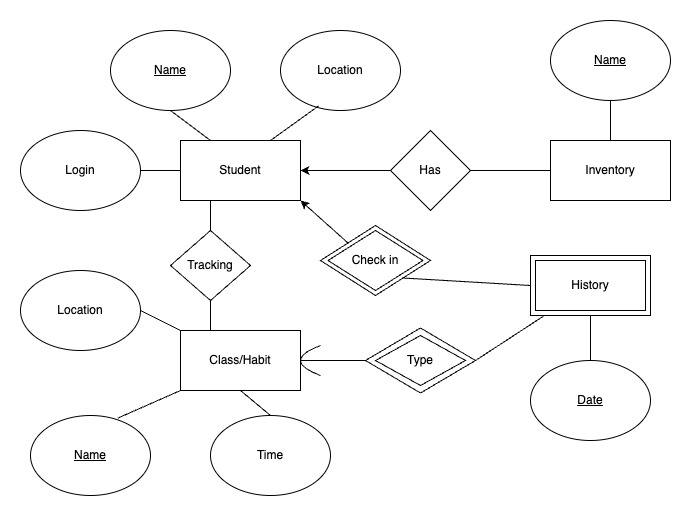 Name
Location
Name
Login
Student
Has
Inventory
Tracking
Check in
History
Location
Class/Habit
Type
Date
Name
Time